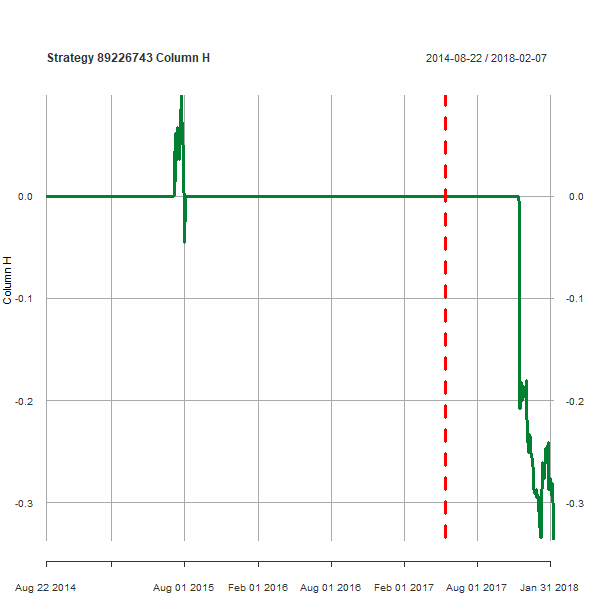 Strategy 89226743 Column H
2014-08-22 / 2018-02-07
Column H
0.0
0.0
-0.1
-0.1
-0.2
-0.2
-0.3
-0.3
Aug 22 2014
Aug 01 2015
Feb 01 2016
Aug 01 2016
Feb 01 2017
Aug 01 2017
Jan 31 2018